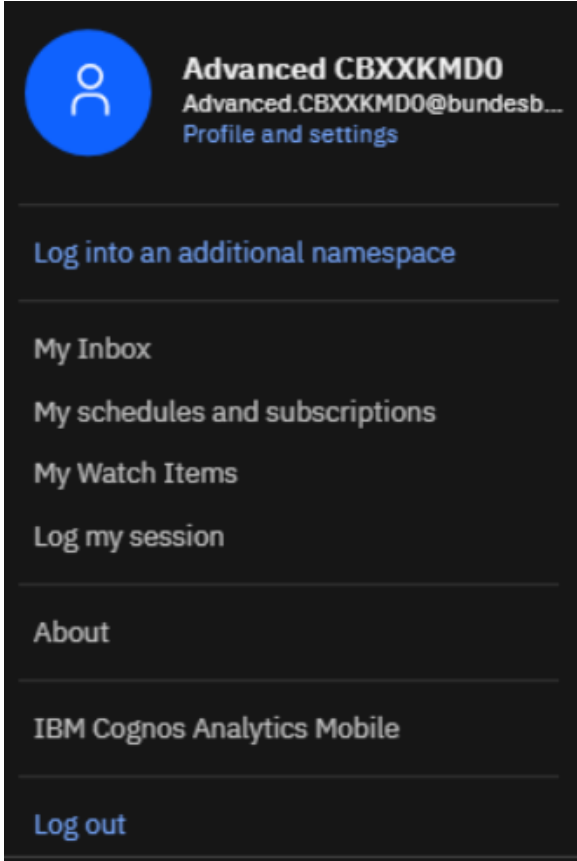 Advanced CBXXKMD0
Advanced.CBXXKMD0@bundesb...
Profile and settings
Log into an additional namespace
My Inbox
My schedules and subscriptions
My Watch Items
Log my session
About
IBM Cognos Analytics Mobile
Log out